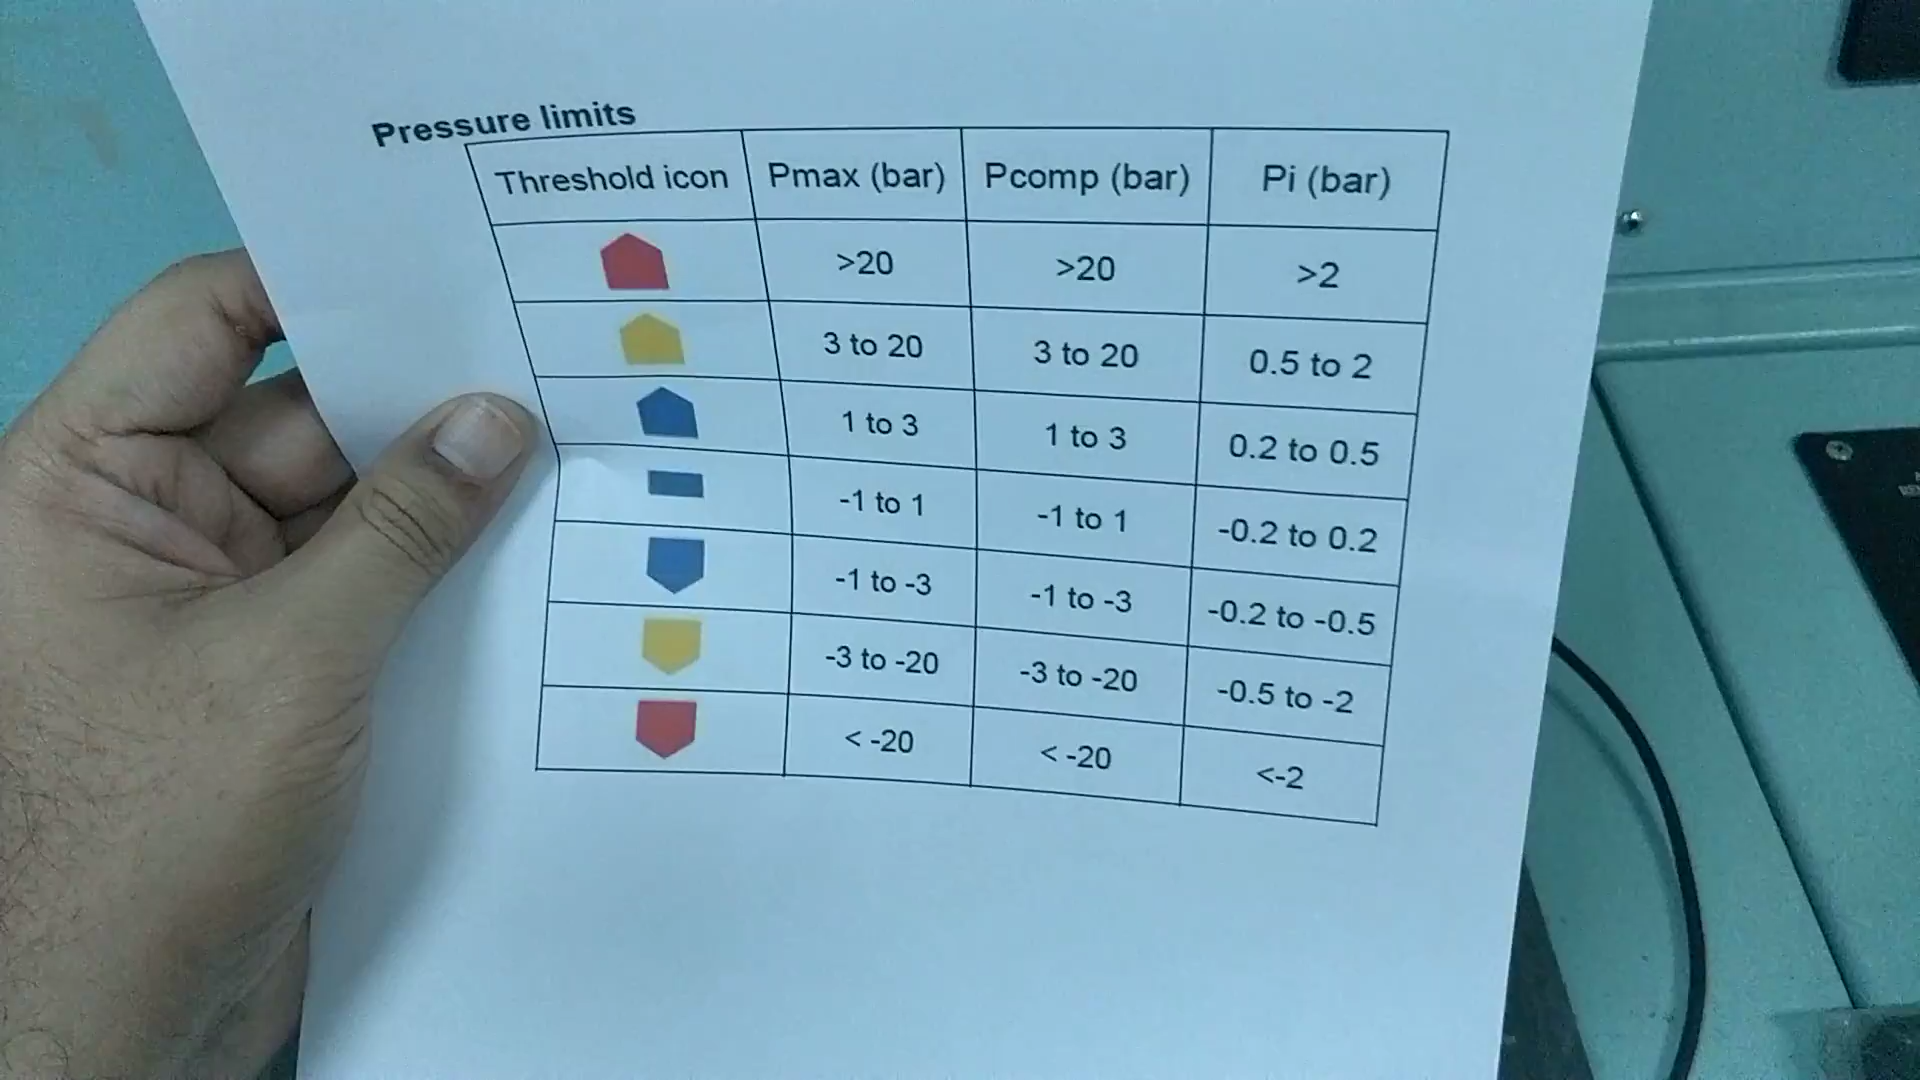 Pressure limits
Threshold icon Pmax (bar) Pcomp (bar) Pi (bar)
>20 >20 >2
3 to 20 3 to 20 0.5 to 2
1 to 3 1 to 3 0.2 to 0.5
-1 to 1 -1 to 1 -0.2 to 0.2
-1 to -3 -1 to -3 -0.2 to -0.5
-3 to -20 -3 to -20 -0.5 to -2
< -20 < -20 <-2